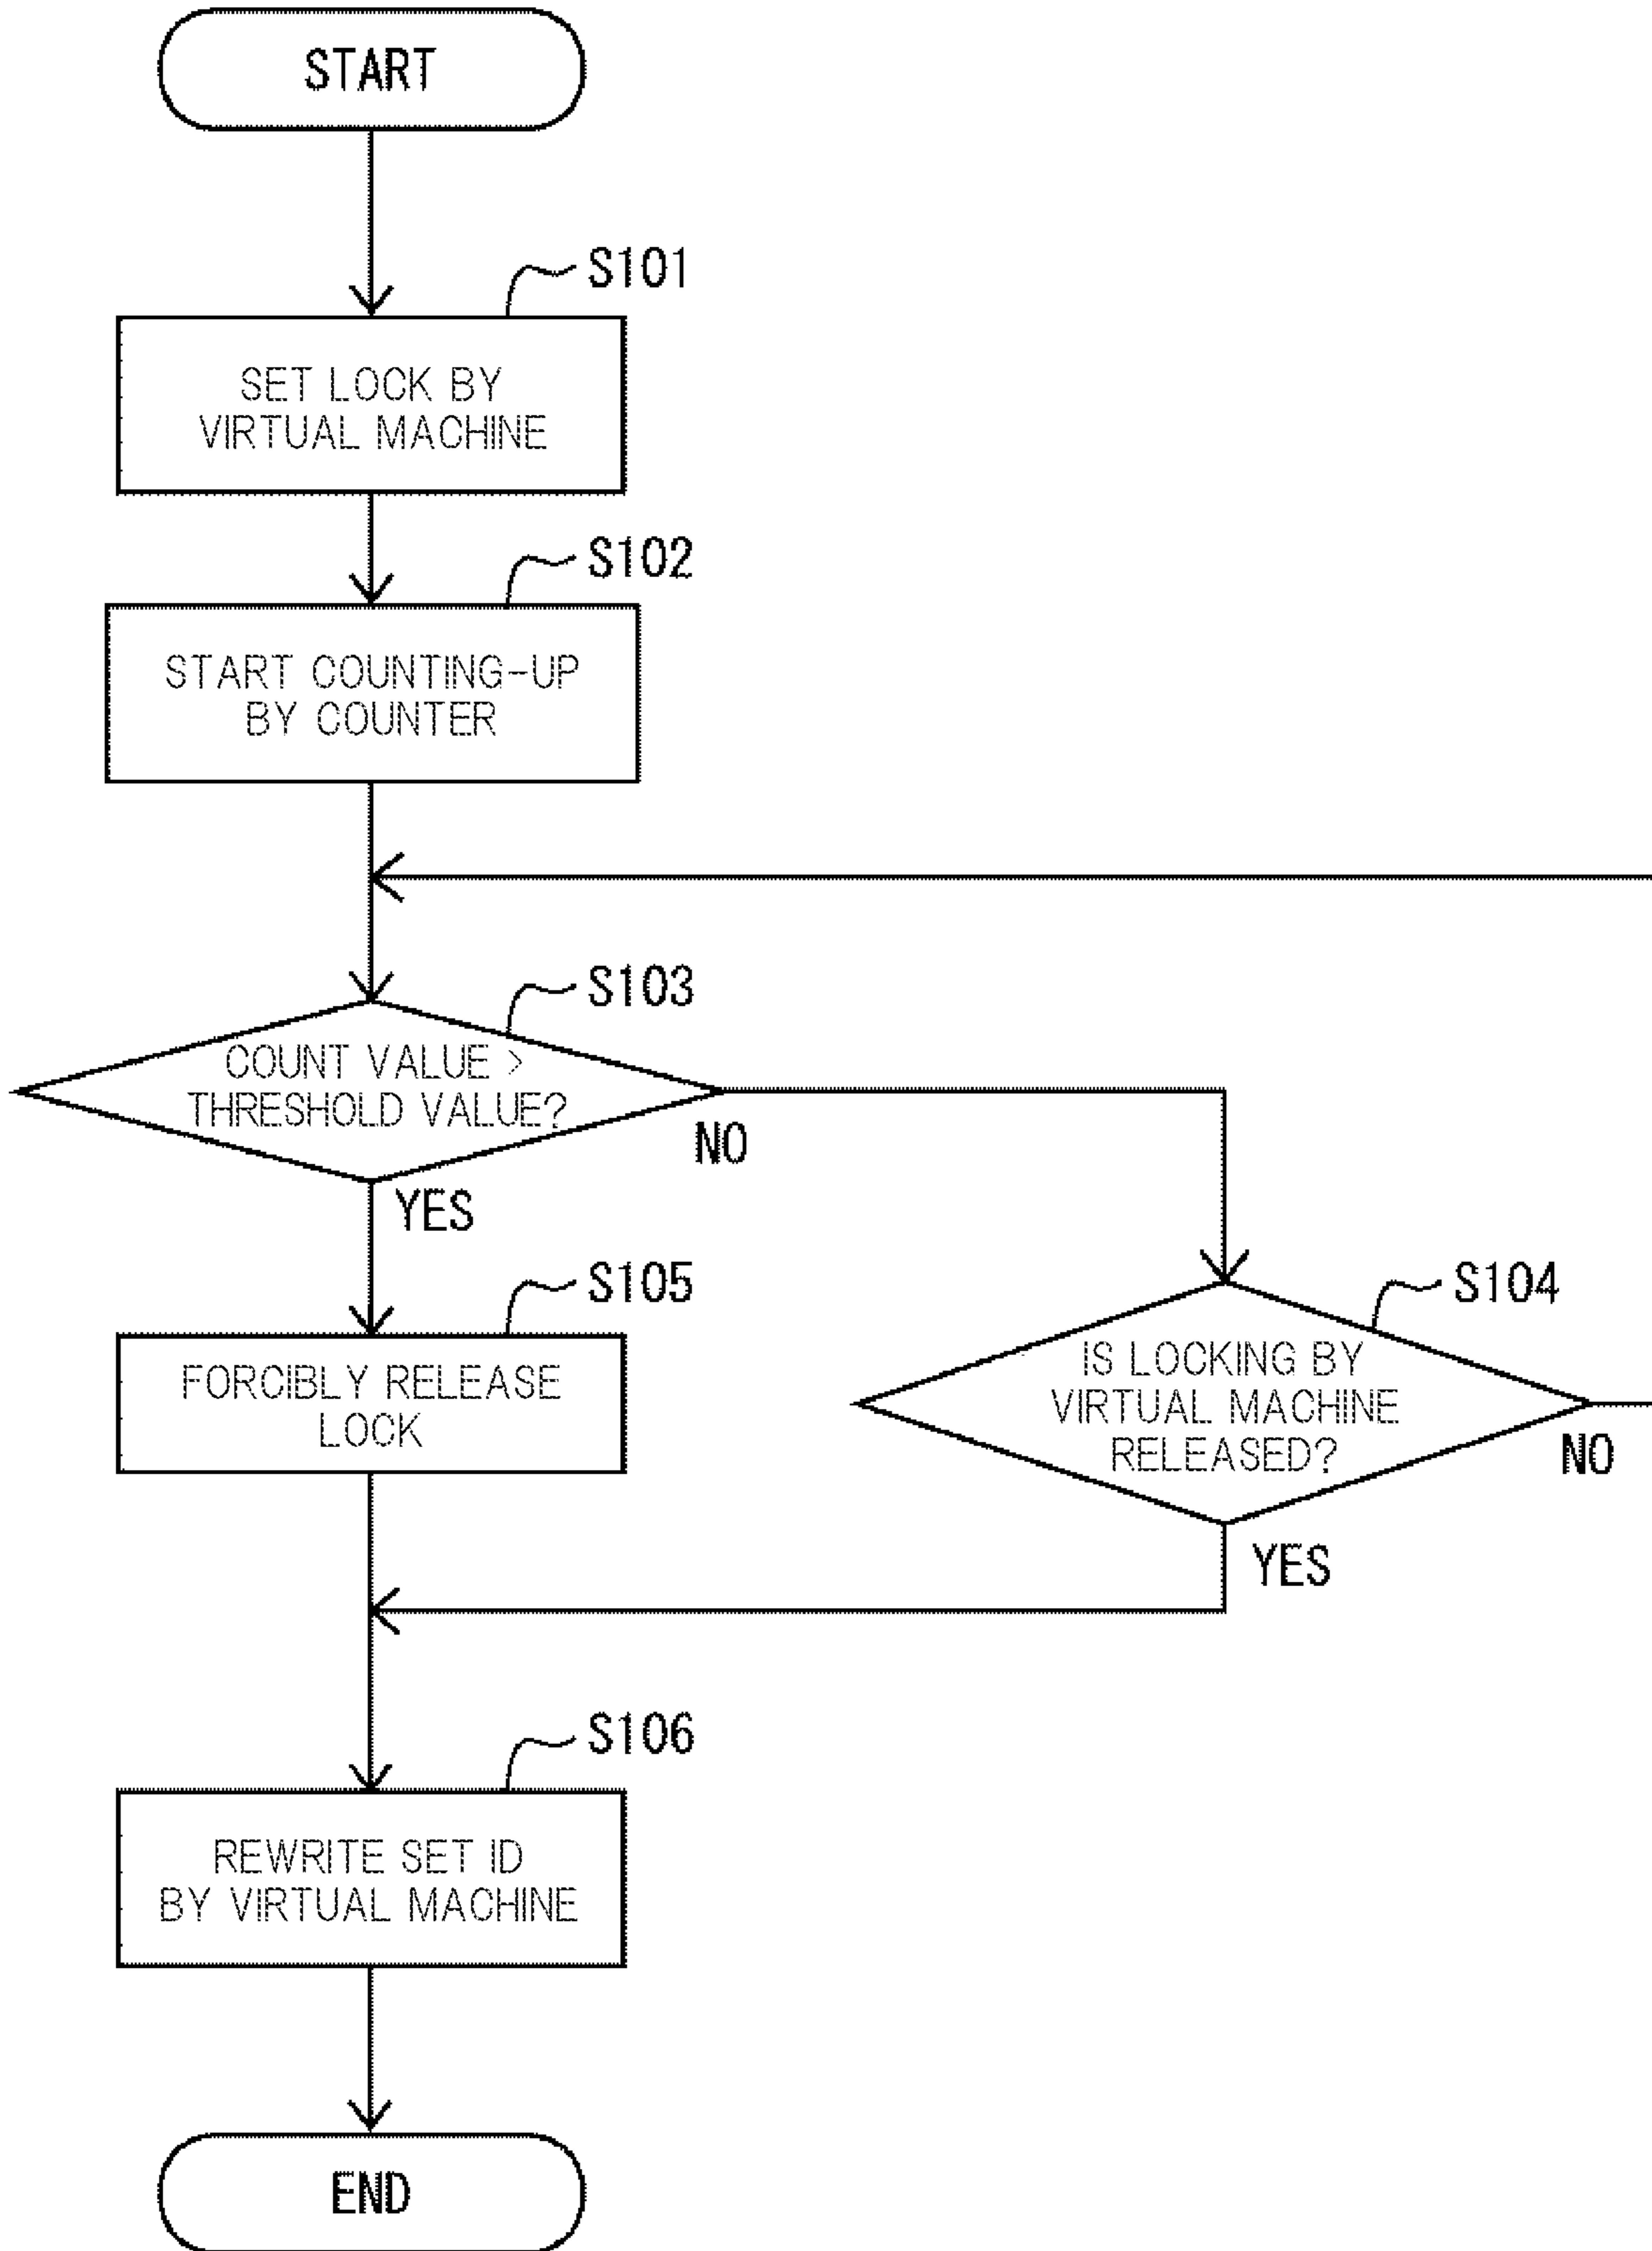 START
S101
SET LOCK BY
VIRTUAL MACHINE
S102
START COUNTING-UP
BY COUNTER
S103
COUNT VALUE >
THRESHOLD VALUE?
NO
YES
S105
FORCIBLY RELEASE
LOCK
S104
IS LOCKING BY
VIRTUAL MACHINE
RELEASED?
NO
YES
S106
REWRITE SET ID
BY VIRTUAL MACHINE
END